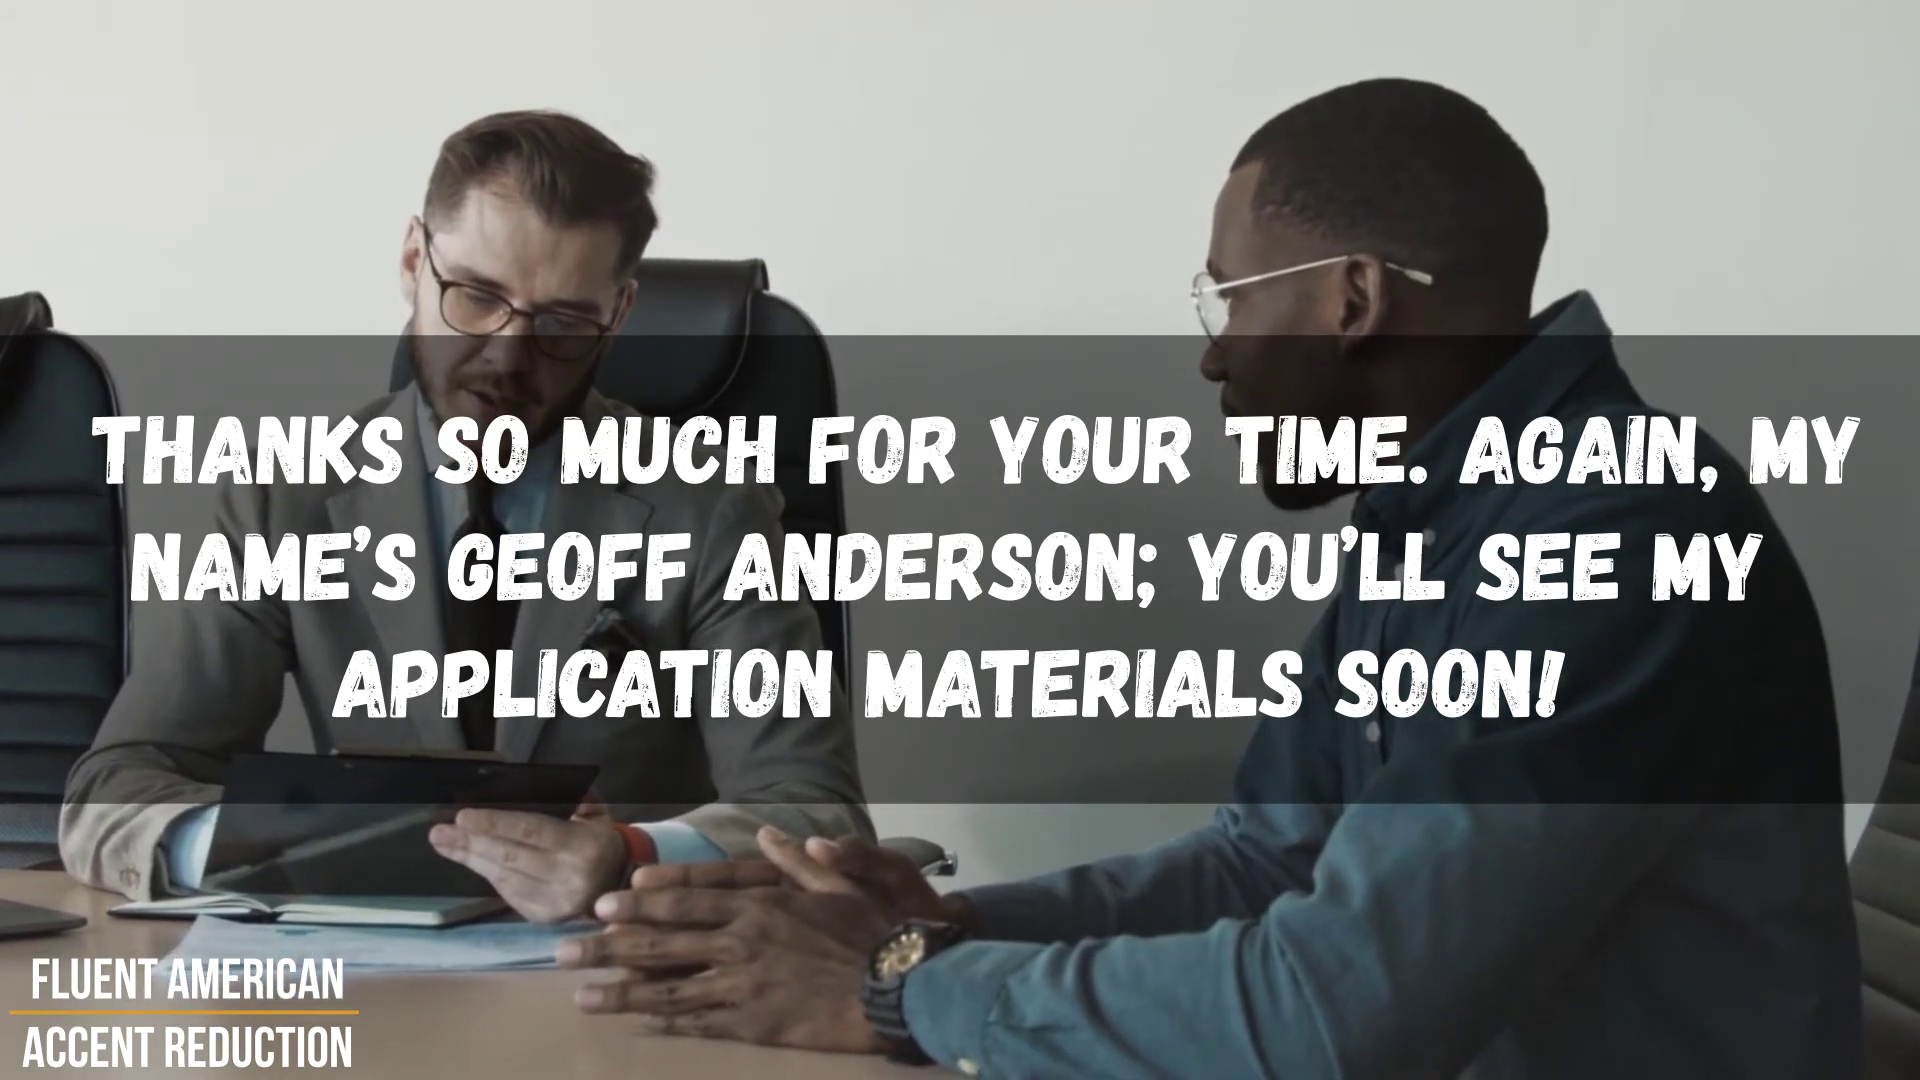 THANKS SO MUCH FOR YOUR TIME. AGAIN, MY
NAME’S GEOFF ANDERSON; YOU’LL SEE MY
APPLICATION MATERIALS SOON!
FLUENT AMERICAN
ACCENT REDUCTION